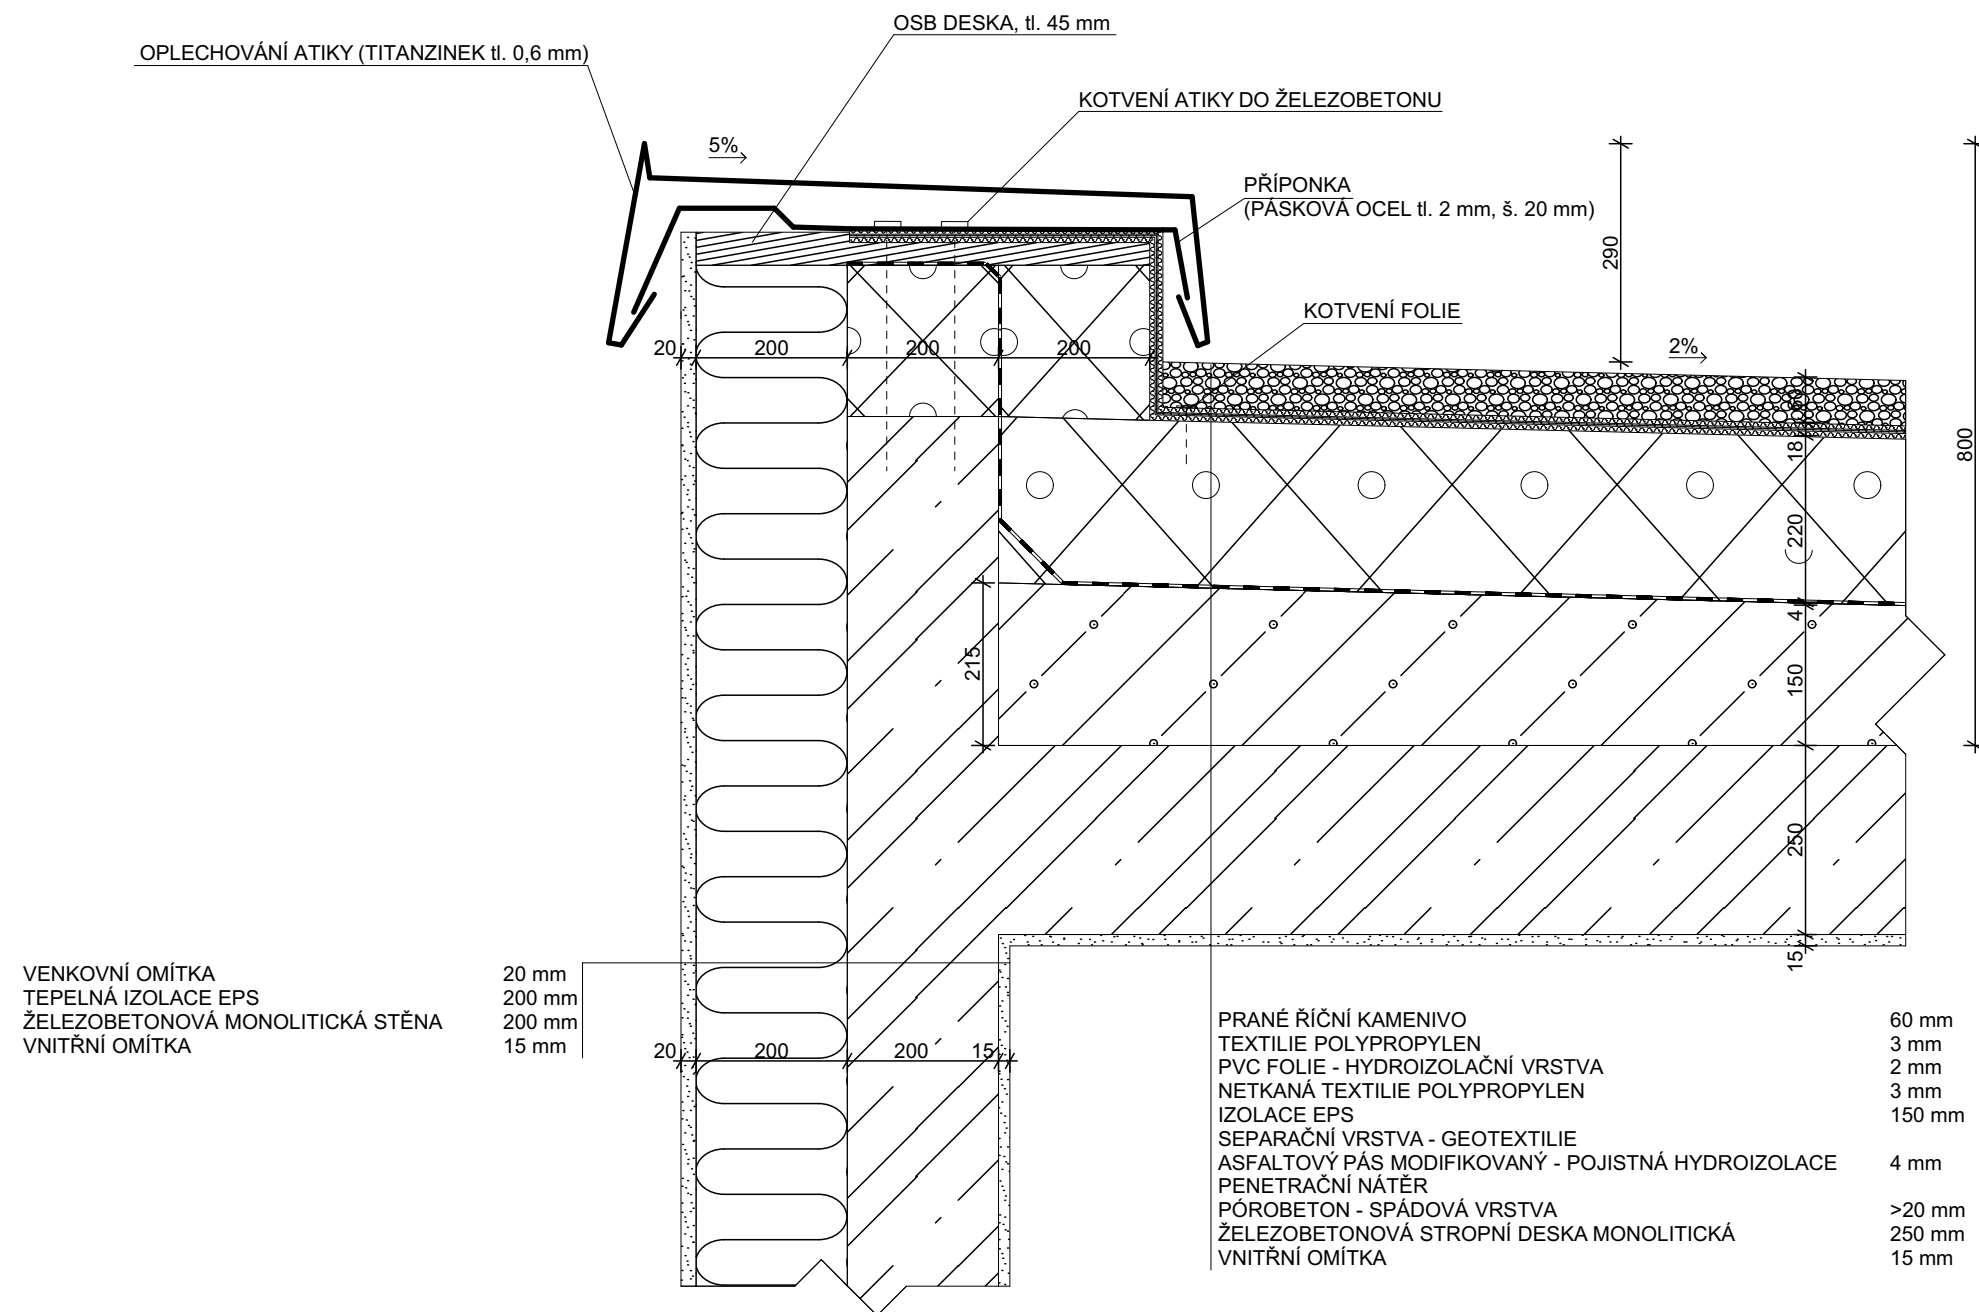 OSB DESKA, tl. 45 mm
OPLECHOVÁNÍ ATIKY (TITANZINEK tl. 0,6 mm)
KOTVENÍ ATIKY DO ŽELEZOBETONU
5%
PŘÍPONKA
(PÁSKOVÁ OCEL tl. 2 mm, š. 20 mm)
290
KOTVENÍ FOLIE
2%
20 200 200 200
60
18
800
220
4
215
150
250
15
VENKOVNÍ OMÍTKA 20 mm
TEPELNÁ IZOLACE EPS 200 mm
ŽELEZOBETONOVÁ MONOLITICKÁ STĚNA 200 mm
VNITŘNÍ OMÍTKA 15 mm
20 200 200 15
PRANÉ ŘÍČNÍ KAMENIVO 60 mm
TEXTILIE POLYPROPYLEN 3 mm
PVC FOLIE - HYDROIZOLAČNÍ VRSTVA 2 mm
NETKANÁ TEXTILIE POLYPROPYLEN 3 mm
IZOLACE EPS 150 mm
SEPARAČNÍ VRSTVA - GEOTEXTILIE
ASFALTOVÝ PÁS MODIFIKOVANÝ - POJISTNÁ HYDROIZOLACE 4 mm
PENETRAČNÍ NÁTĚR
PÓROBETON - SPÁDOVÁ VRSTVA >20 mm
ŽELEZOBETONOVÁ STROPNÍ DESKA MONOLITICKÁ 250 mm
VNITŘNÍ OMÍTKA 15 mm